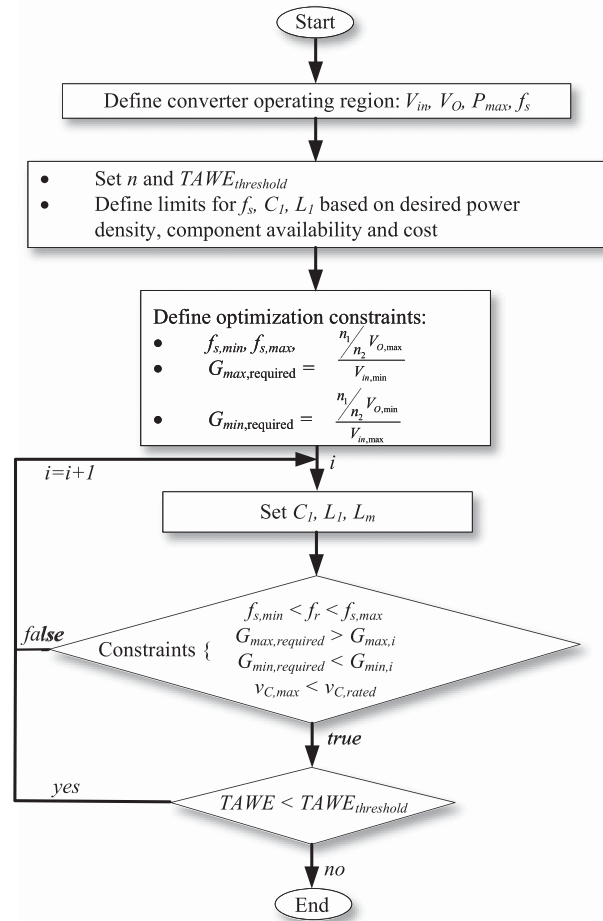 Start
Define converter operating region: V_in, V_O, P_max, f_s
• Set n and TAWE_threshold
• Define limits for f_s, C_1, L_1 based on desired power
density, component availability and cost
Define optimization constraints:
• f_s,min, f_s,max,
• G_max,required = (n_1/n_2 V_O,max)/V_in,min
• G_min,required = (n_1/n_2 V_O,min)/V_in,max
i=i+1
i
Set C_1, L_1, L_m
false
Constraints {
f_s,min < f_r < f_s,max
G_max,required > G_max,i
G_min,required < G_min,i
v_C,max < v_C,rated
true
yes
TAWE < TAWE_threshold
no
End